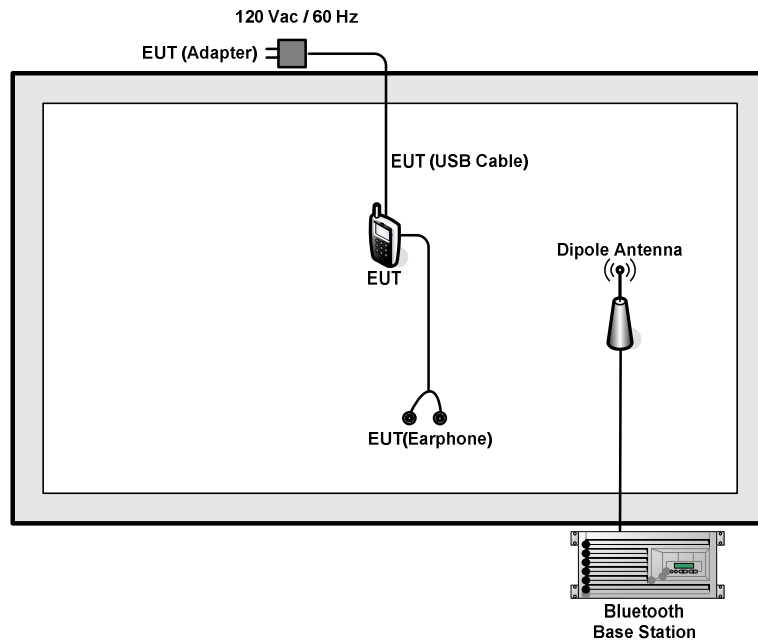 120 Vac / 60 Hz
EUT (Adapter)
EUT (USB Cable)
EUT
Dipole Antenna
EUT(Earphone)
Bluetooth
Base Station